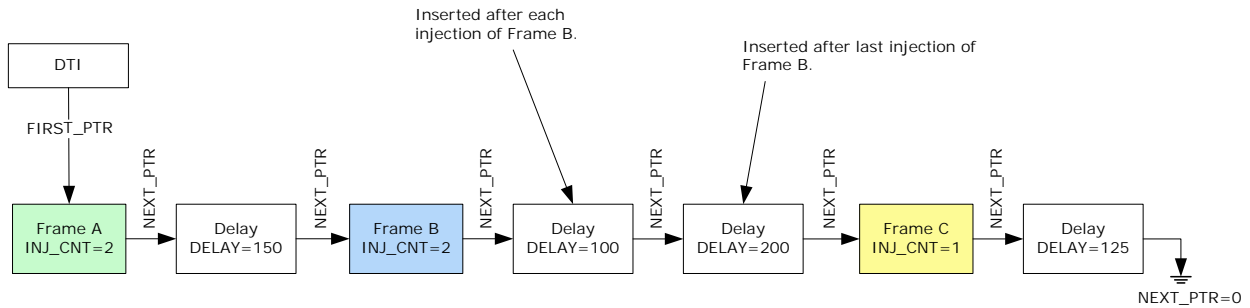 Inserted after each
injection of Frame B.
Inserted after last injection of
Frame B.
DTI
FIRST_PTR
Frame A
INJ_CNT=2
NEXT_PTR
Delay
DELAY=150
NEXT_PTR
Frame B
INJ_CNT=2
NEXT_PTR
Delay
DELAY=100
NEXT_PTR
Delay
DELAY=200
NEXT_PTR
Frame C
INJ_CNT=1
NEXT_PTR
Delay
DELAY=125
NEXT_PTR=0